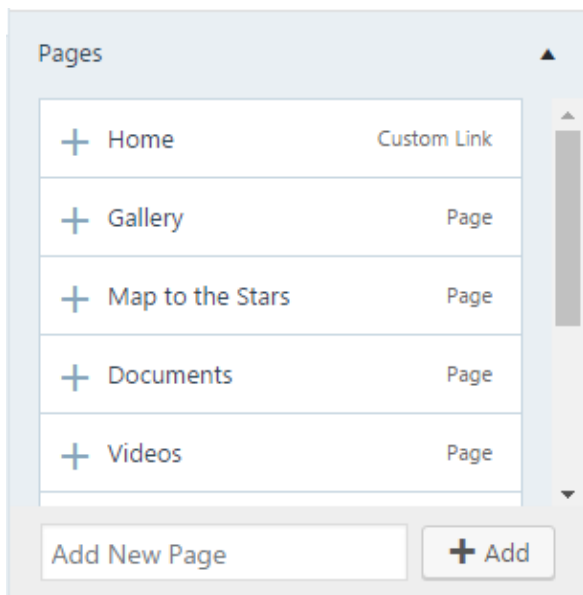 Pages
Home Custom Link
Gallery Page
Map to the Stars Page
Documents Page
Videos Page
Add New Page Add